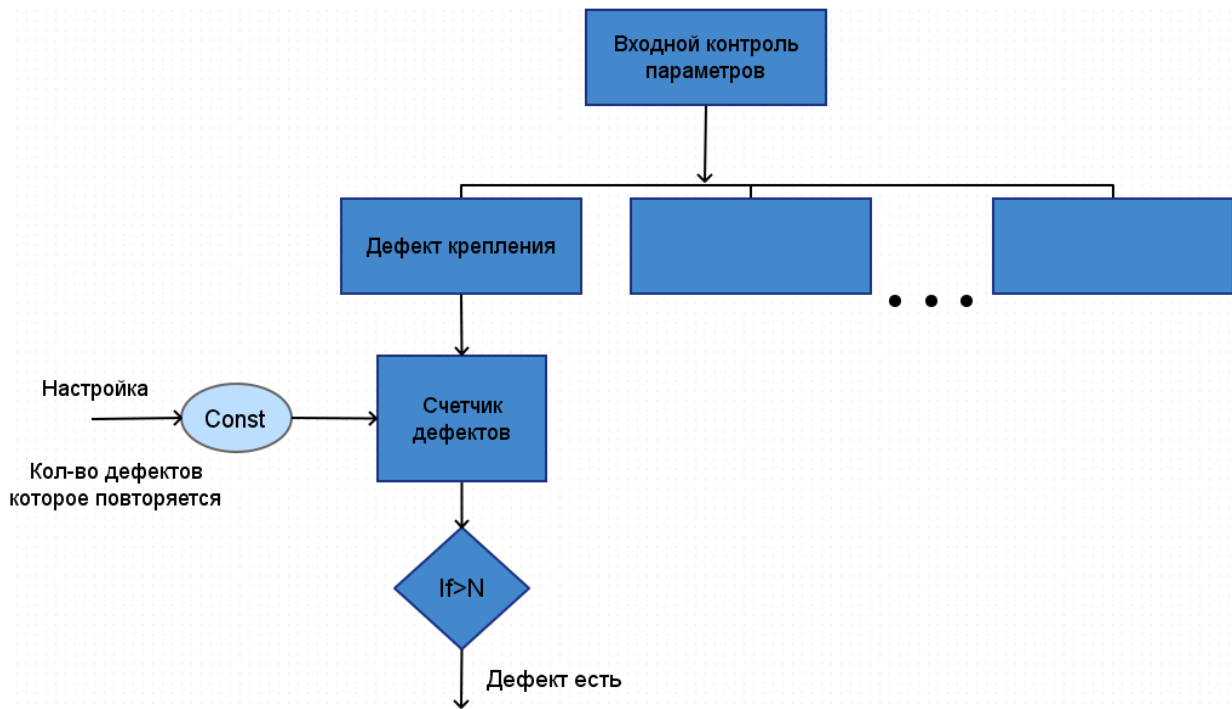 Входной контроль
параметров
Дефект крепления
Настройка
Const
Счетчик
дефектов
Кол-во дефектов
которое повторяется
If>N
Дефект есть